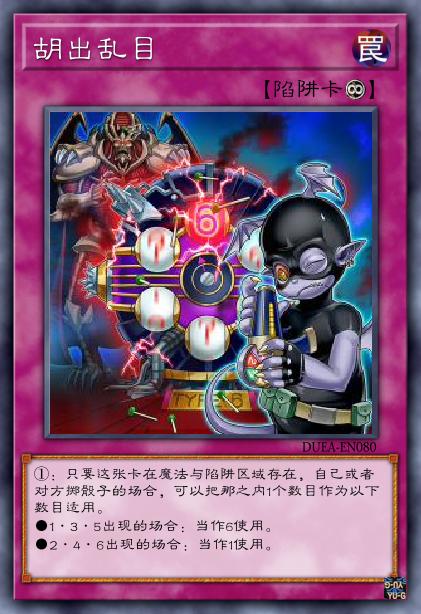 胡出乱目
罠
【陷阱卡♾】
6
TYPE-6
DUEA-EN080
①：只要这张卡在魔法与陷阱区域存在，自己或者
对方掷骰子的场合，可以把那之内1个数目作为以下
数目适用。
●1・3・5出现的场合：当作6使用。
●2・4・6出现的场合：当作1使用。